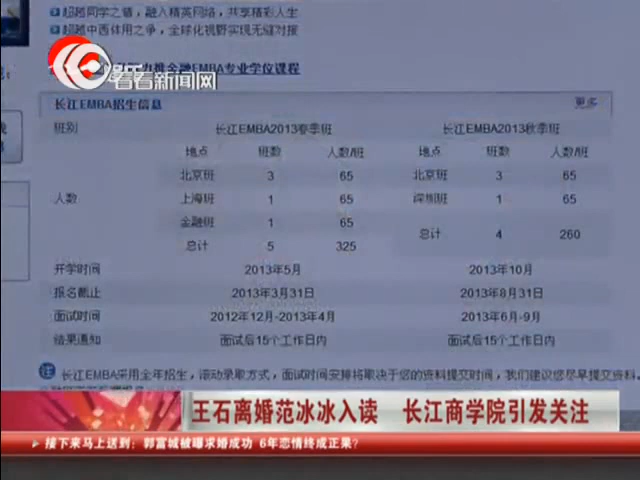 超越同学之情，融入精英网络，共享精彩人生
超越中西体用之争，全球化视野实现无缝对接
力推金融EMBA专业学位课程
看看新闻网
长江EMBA招生信息 更多
班别 长江EMBA2013春季班 长江EMBA2013秋季班
地点 班数 人数/班 地点 班数 人数/班
北京班 3 65 北京班 3 65
人数 上海班 1 65 深圳班 1 65
金融班 1 65
总计 5 325 总计 4 260
开学时间 2013年5月 2013年10月
报名截止 2013年3月31日 2013年8月31日
面试时间 2012年12月-2013年4月 2013年6月-9月
结果通知 面试后15个工作日内 面试后15个工作日内
注 长江EMBA采用全年招生，滚动录取方式，面试时间安排将取决于您的资料提交时间，我们建议您尽早提交资料，
王石离婚范冰冰入读 长江商学院引发关注
接下来马上送到：郭富城被曝求婚成功 6年恋情终成正果？